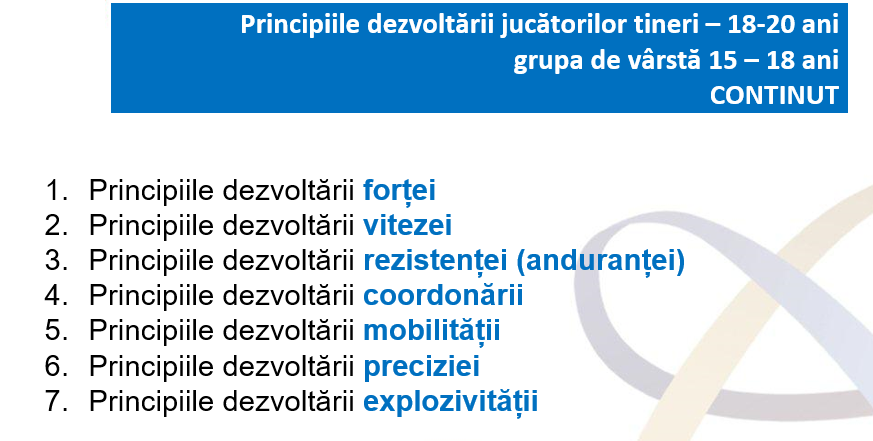 Principiile dezvoltării jucătorilor tineri – 18-20 ani
grupa de vârstă 15 – 18 ani
CONTINUT
1. Principiile dezvoltării forței
2. Principiile dezvoltării vitezei
3. Principiile dezvoltării rezistenței (anduranței)
4. Principiile dezvoltării coordonării
5. Principiile dezvoltării mobilității
6. Principiile dezvoltării preciziei
7. Principiile dezvoltării explozivității